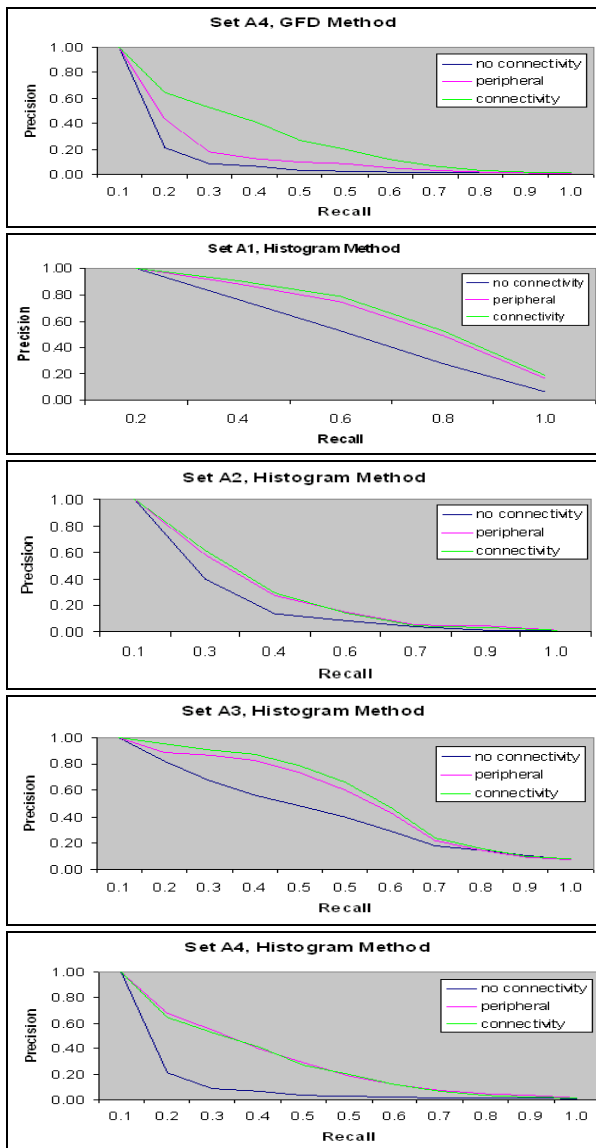 Set A4, GFD Method
1.00
0.80
0.60
0.40
0.20
0.00
Precision
no connectivity
peripheral
connectivity
0.1 0.2 0.3 0.4 0.5 0.5 0.6 0.7 0.8 0.9 1.0
Recall
Set A1, Histogram Method
1.00
0.80
0.60
0.40
0.20
0.00
Precision
no connectivity
peripheral
connectivity
0.2 0.4 0.6 0.8 1.0
Recall
Set A2, Histogram Method
1.00
0.80
0.60
0.40
0.20
0.00
Precision
no connectivity
peripheral
connectivity
0.1 0.3 0.4 0.6 0.7 0.9 1.0
Recall
Set A3, Histogram Method
1.00
0.80
0.60
0.40
0.20
0.00
Precision
no connectivity
peripheral
connectivity
0.1 0.2 0.3 0.4 0.5 0.5 0.6 0.7 0.8 0.9 1.0
Recall
Set A4, Histogram Method
1.00
0.80
0.60
0.40
0.20
0.00
Precision
no connectivity
peripheral
connectivity
0.1 0.2 0.3 0.4 0.5 0.5 0.6 0.7 0.8 0.9 1.0
Recall